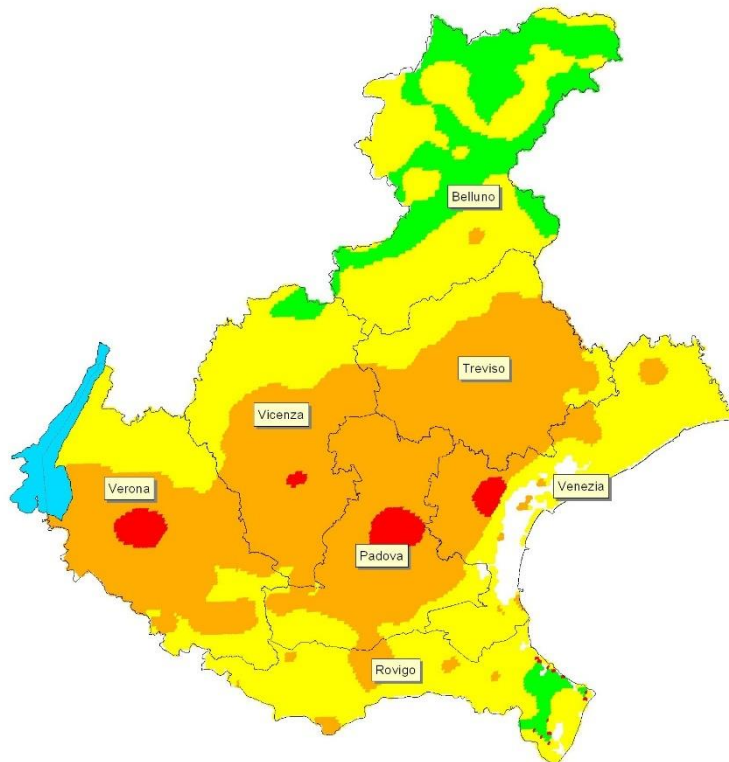 Belluno
Treviso
Vicenza
Venezia
Verona
Padova
Rovigo